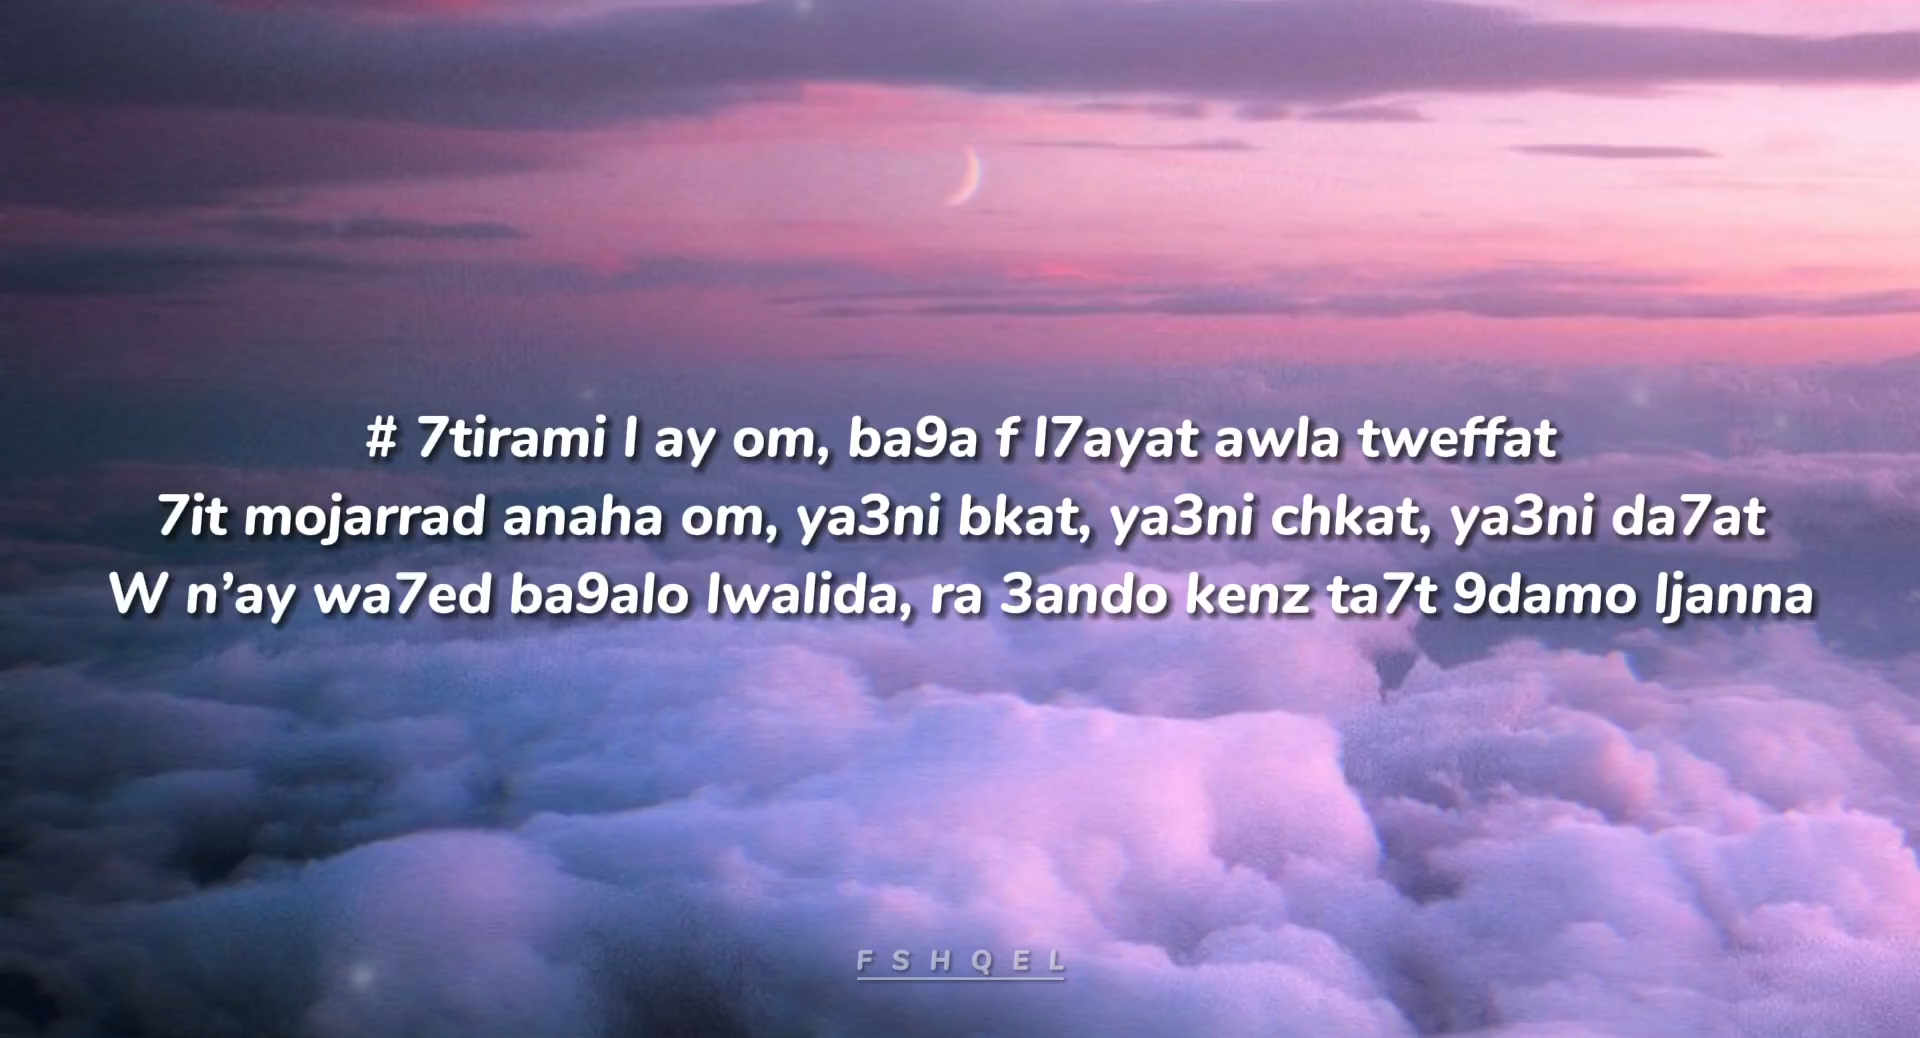 # 7tirami l ay om, ba9a f l7ayat awla tweffat
7it mojarrad anaha om, ya3ni bkat, ya3ni chkat, ya3ni da7at
W n’ay wa7ed ba9alo lwalida, ra 3ando kenz ta7t 9damo ljanna
FSHQEL